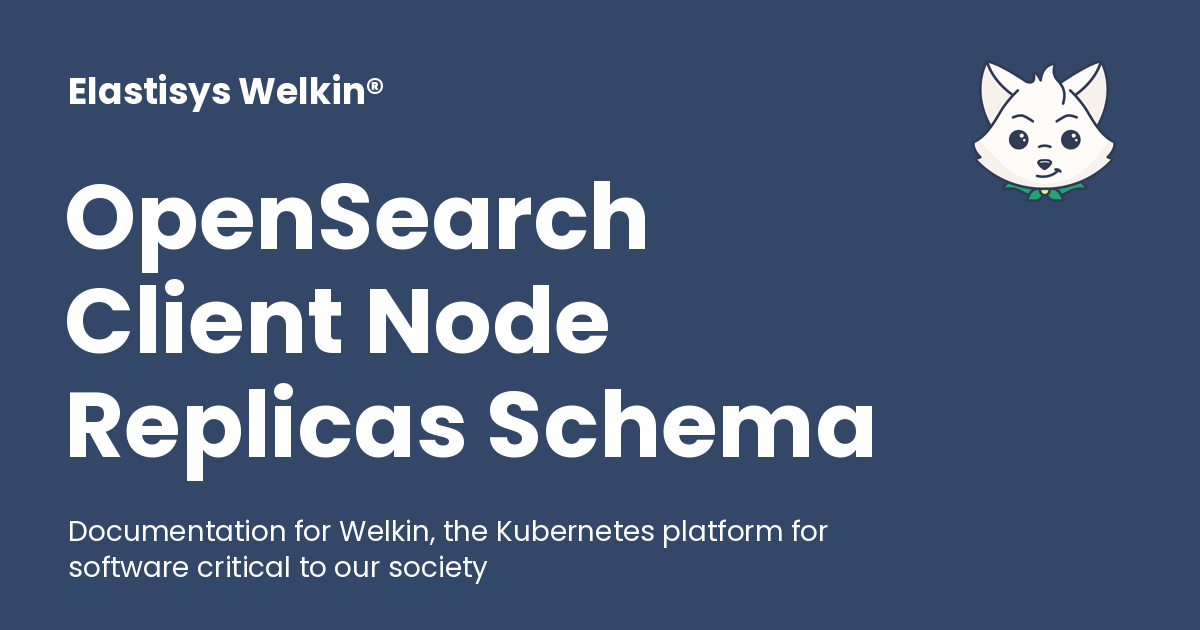 Elastisys Welkin®
OpenSearch
Client Node
Replicas Schema
Documentation for Welkin, the Kubernetes platform for
software critical to our society